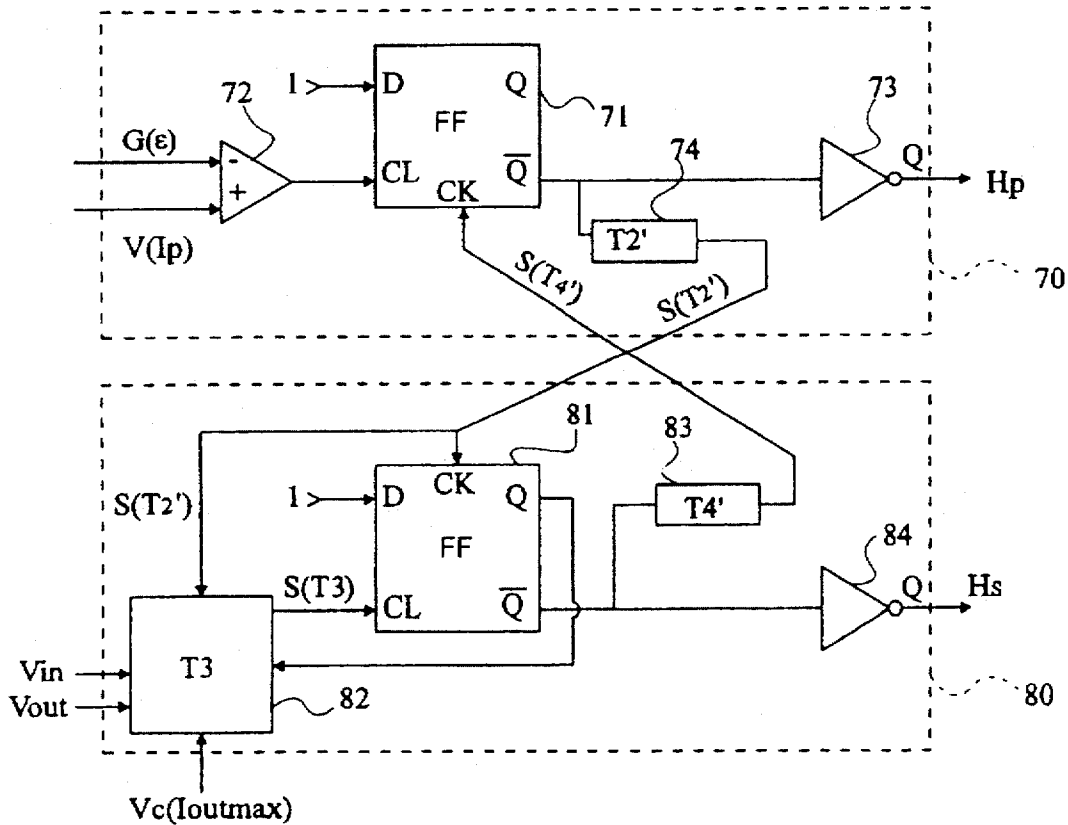 72
1
D
Q
71
FF
73
G(ε)
-
74
CL
Q
Q
Hp
+
CK
T2'
V(Ip)
S(T4')
S(T2')
70
81
83
CK
S(T2')
1
D
Q
T4'
FF
84
S(T3)
Q
Hs
CL
Q
Vin
T3
Vout
82
80
Vc(Ioutmax)